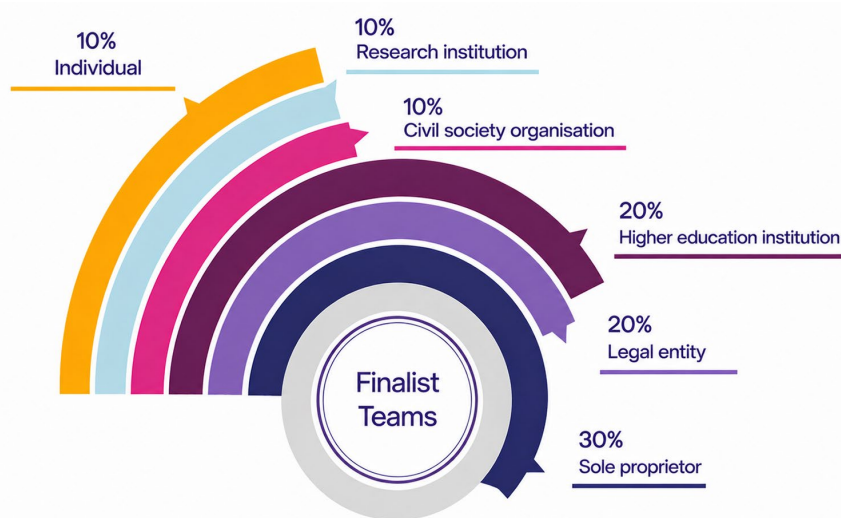 10%
Individual
10%
Research institution
10%
Civil society organisation
20%
Higher education institution
20%
Legal entity
30%
Sole proprietor
Finalist
Teams